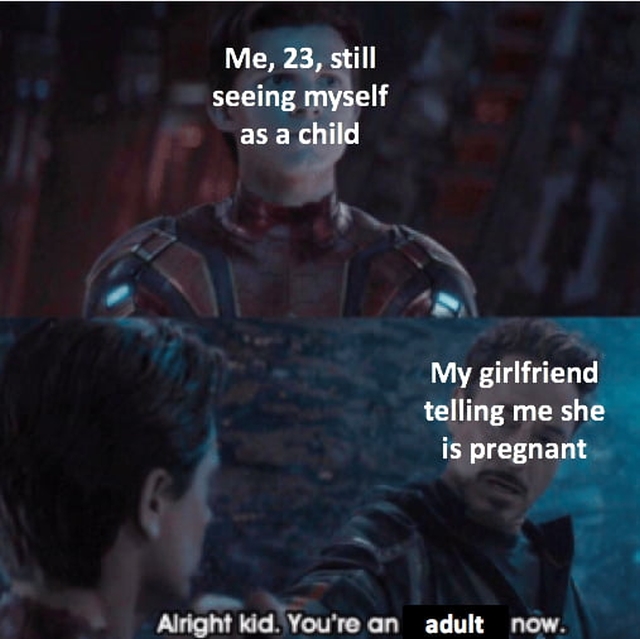 Me, 23, still
seeing myself
as a child
My girlfriend
telling me she
is pregnant
Alright kid. You're an adult now.